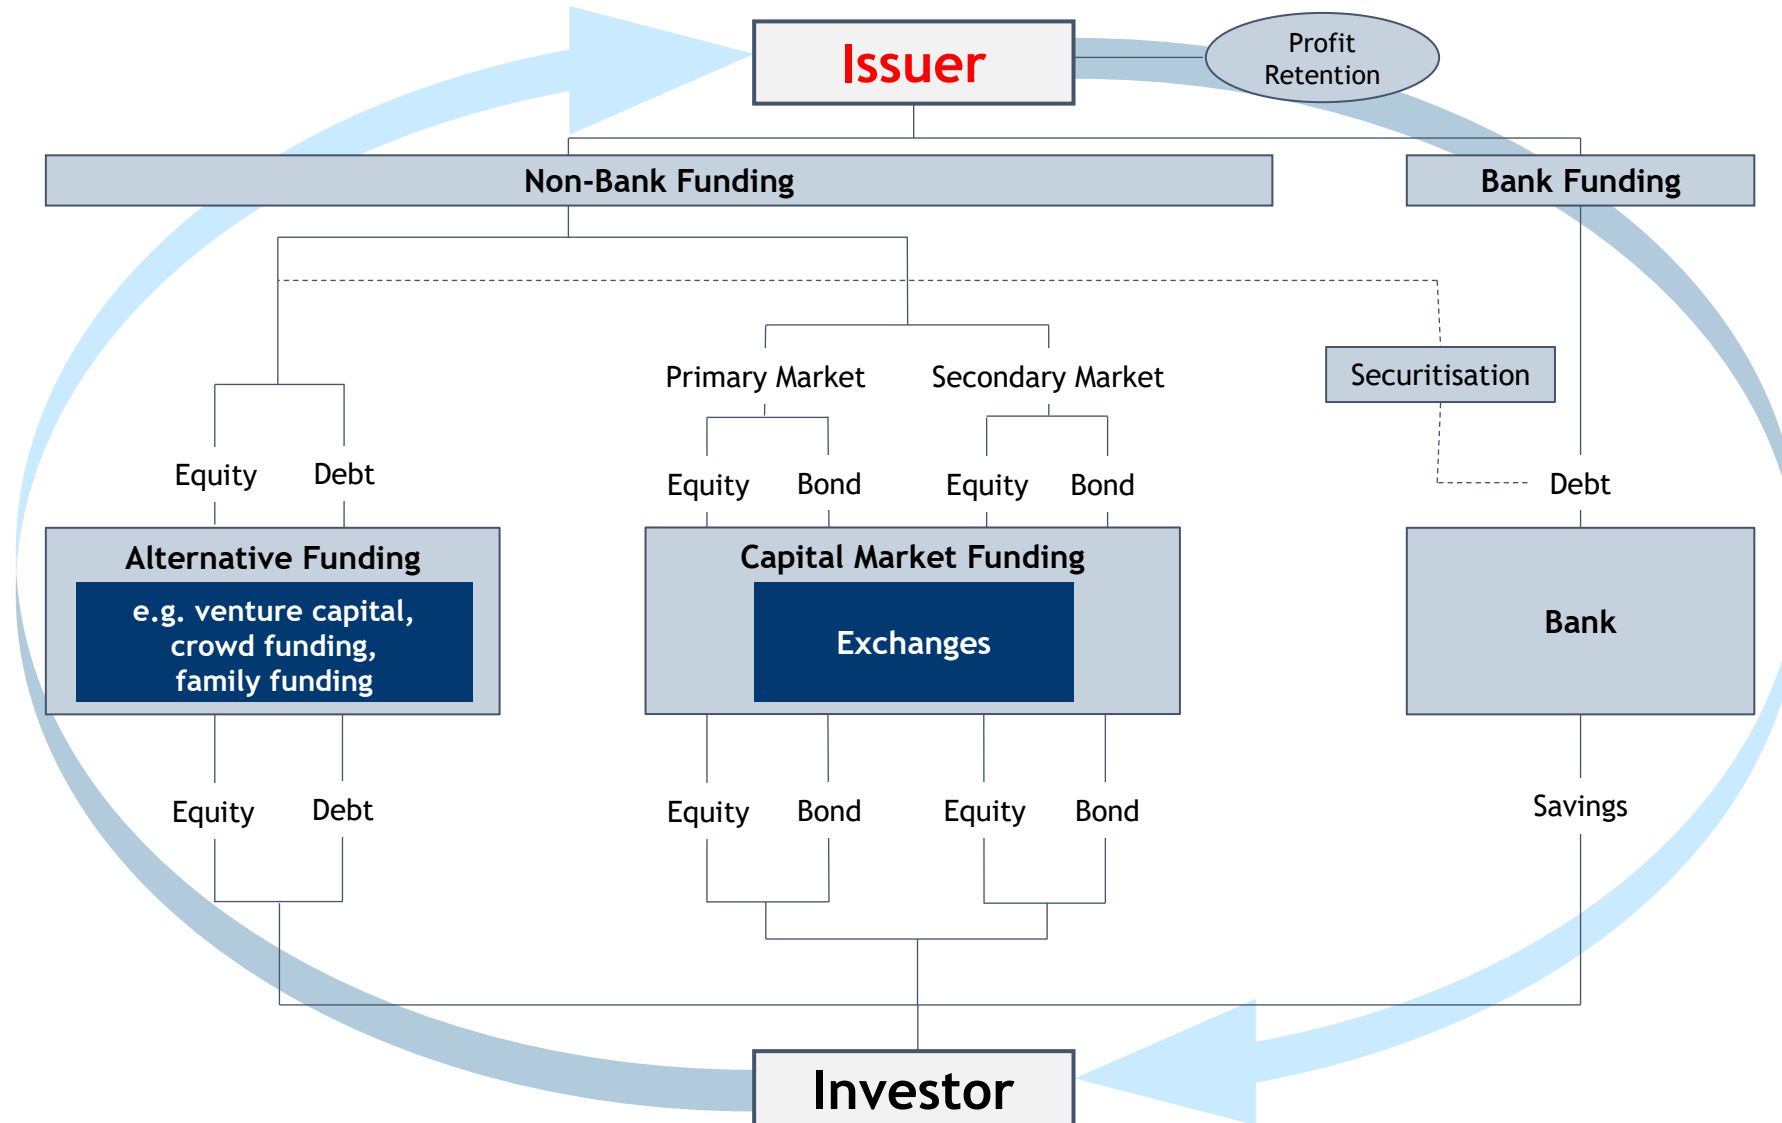 Issuer
Profit
Retention
Non-Bank Funding
Bank Funding
Primary Market
Secondary Market
Securitisation
Equity
Debt
Equity
Bond
Equity
Bond
Debt
Alternative Funding
e.g. venture capital,
crowd funding,
family funding
Capital Market Funding
Exchanges
Bank
Equity
Debt
Equity
Bond
Equity
Bond
Savings
Investor